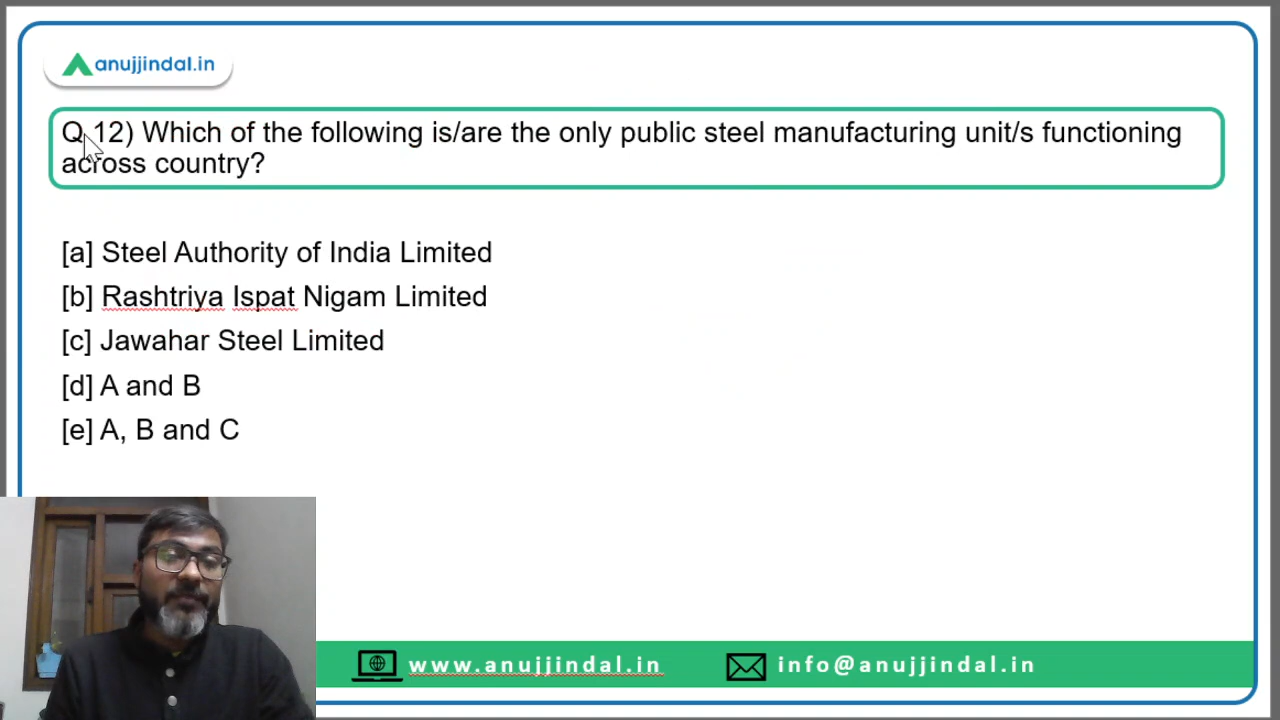 anujjindal.in
Q.12) Which of the following is/are the only public steel manufacturing unit/s functioning
across country?
[a] Steel Authority of India Limited
[b] Rashtriya Ispat Nigam Limited
[c] Jawahar Steel Limited
[d] A and B
[e] A, B and C
www.anujjindal.in info@anujjindal.in